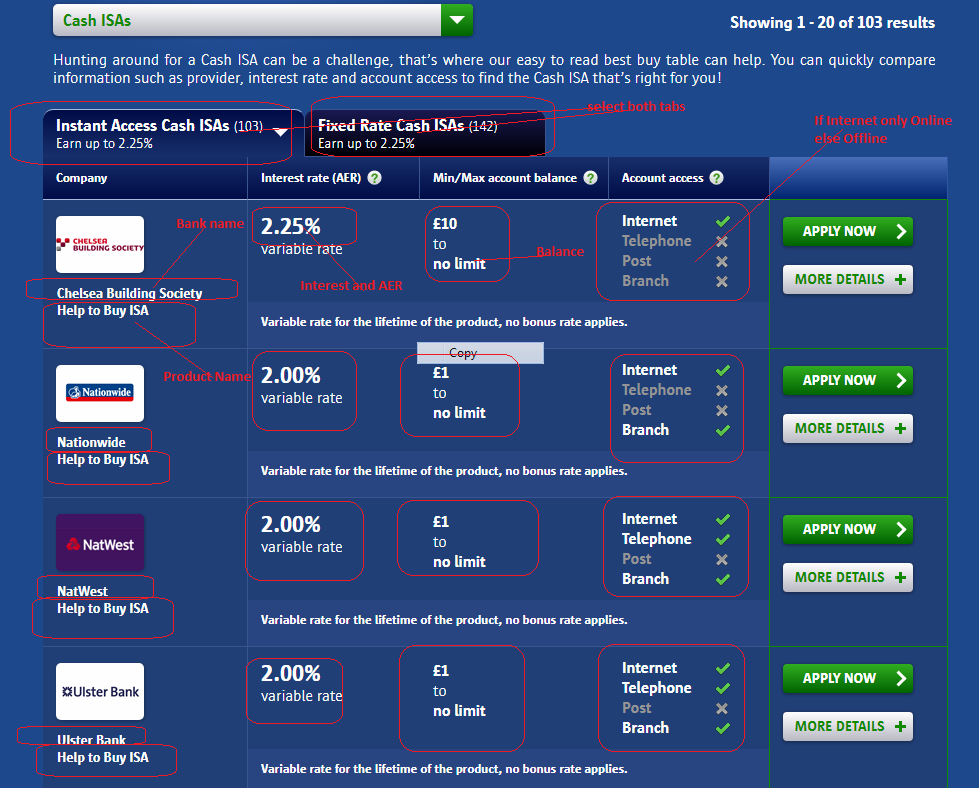 Cash ISAs
Showing 1 - 20 of 103 results
Hunting around for a Cash ISA can be a challenge, that's where our easy to read best buy table can help. You can quickly compare
information such as provider, interest rate and account access to find the Cash ISA that's right for you!
select both tabs
Instant Access Cash ISAs (103)
Earn up to 2.25%
Fixed Rate Cash ISAs (142)
Earn up to 2.25%
If Internet only Online
else Offline
Company
Interest rate (AER) ?
Min/Max account balance ?
Account access ?
CHELSEA
BUILDING SOCIETY
Bank name
Chelsea Building Society
Help to Buy ISA
Product Name
2.25%
variable rate
Interest and AER
£10
to
no limit
Balance
Internet
Telephone
Post
Branch
APPLY NOW
MORE DETAILS +
Variable rate for the lifetime of the product, no bonus rate applies.
Copy
Nationwide
Nationwide
Help to Buy ISA
2.00%
variable rate
£1
to
no limit
Internet
Telephone
Post
Branch
APPLY NOW
MORE DETAILS +
Variable rate for the lifetime of the product, no bonus rate applies.
NatWest
NatWest
Help to Buy ISA
2.00%
variable rate
£1
to
no limit
Internet
Telephone
Post
Branch
APPLY NOW
MORE DETAILS +
Variable rate for the lifetime of the product, no bonus rate applies.
Ulster Bank
Ulster Bank
Help to Buy ISA
2.00%
variable rate
£1
to
no limit
Internet
Telephone
Post
Branch
APPLY NOW
MORE DETAILS +
Variable rate for the lifetime of the product, no bonus rate applies.